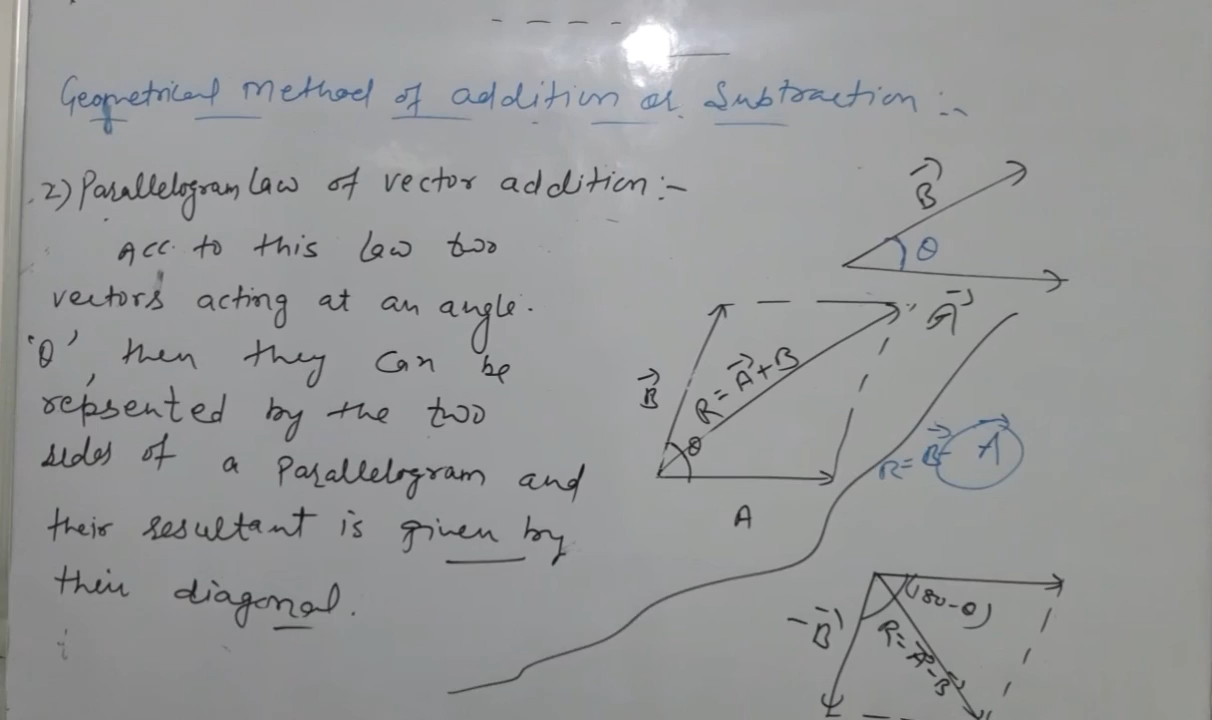 Geometrical Method of addition or Subtraction :-
2) Parallelogram Law of vector addition :-
Acc. to this law two
vectors acting at an angle.
'θ', then they can be
repsented by the two
sides of a parallelogram and
their resultant is given by
their diagonal.
B⃗
θ
A⃗
B⃗
R = A⃗ + B
θ
A
R = B⃗ - A⃗
(180-θ)
-B⃗
R = A⃗ - B⃗